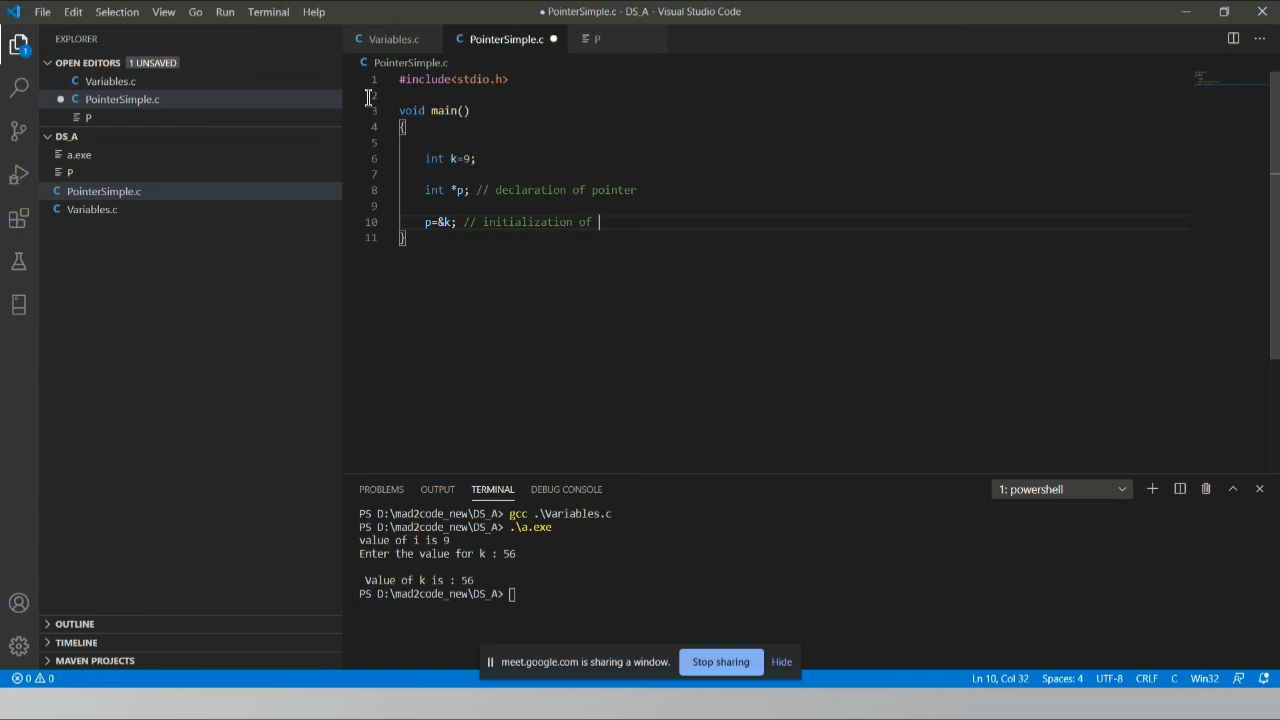 File Edit Selection View Go Run Terminal Help
● PointerSimple.c - DS_A - Visual Studio Code
EXPLORER
OPEN EDITORS 1 UNSAVED
C Variables.c
● C PointerSimple.c
P
DS_A
a.exe
P
C PointerSimple.c
C Variables.c
OUTLINE
TIMELINE
MAVEN PROJECTS
1
C Variables.c C PointerSimple.c ● P
C PointerSimple.c
1 #include<stdio.h>
2
3 void main()
4 {
5
6 int k=9;
7
8 int *p; // declaration of pointer
9
10 p=&k; // initialization of
11 }
PROBLEMS OUTPUT TERMINAL DEBUG CONSOLE 1: powershell
PS D:\mad2code_new\DS_A> gcc .\Variables.c
PS D:\mad2code_new\DS_A> .\a.exe
value of i is 9
Enter the value for k : 56
Value of k is : 56
PS D:\mad2code_new\DS_A>
meet.google.com is sharing a window. Stop sharing Hide
0 0 Ln 10, Col 32 Spaces: 4 UTF-8 CRLF C Win32